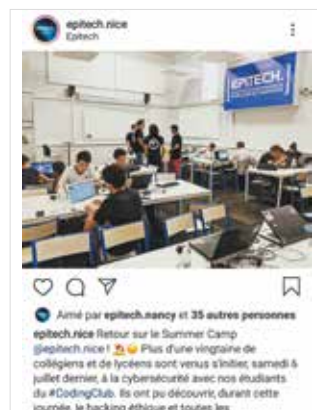 epitech.nice
Epitech
EPITECH.
Aimé par epitech.nancy et 35 autres personnes
epitech.nice Retour sur le Summer Camp
@epitech.nice ! Plus d'une vingtaine de
collégiens et de lycéens sont venus s'initier, samedi 6
juillet dernier, à la cybersécurité avec nos étudiants
du #CodingClub. Ils ont pu découvrir, durant cette
journée, le hacking éthique et toutes les